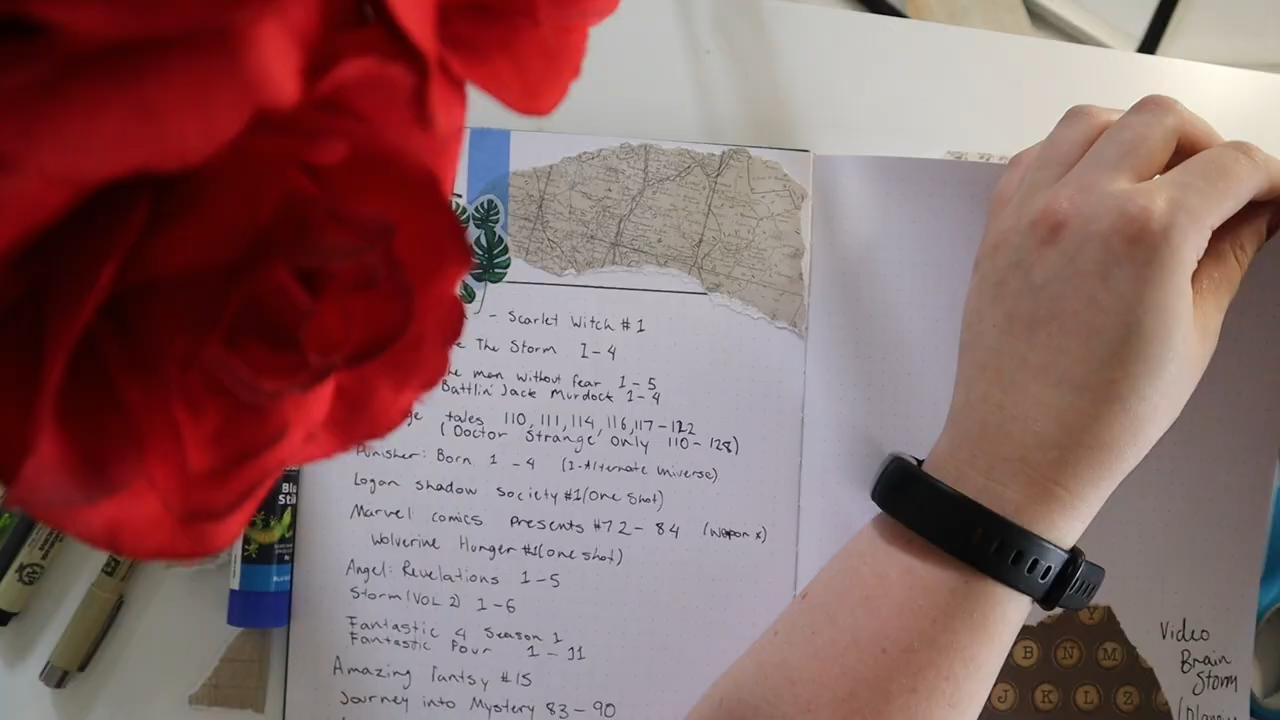 - Scarlet Witch #1
The Storm 1-4
man without fear 1-5
Battlin' Jack Murdock 1-4
tales 110, 111, 114, 116, 117-122
(Doctor Strange only 110-128)
Punisher: Born 1 -4 (1-Alternate Universe)
Logan Shadow Society #1 (One Shot)
Marvel comics Presents #72-84 (weapon x)
Wolverine Hunger #1 (one shot)
Angel: Revelations 1-5
Storm (VOL 2) 1-6
Fantastic 4 Season 1
Fantastic Four 1-11
Amazing Fantsy #15
Journey into Mystery 83-90
Blu
Sti
Y
B N M
J K L Z
Video
Brain
Storm